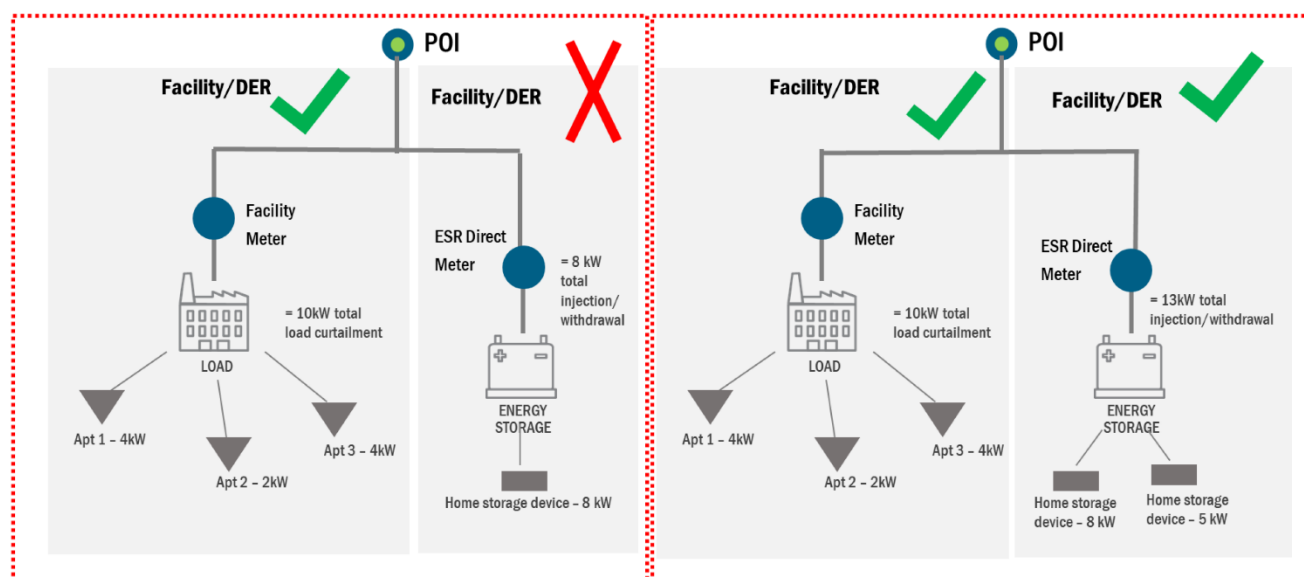 POI
Facility/DER
Facility/DER
Facility
Meter
ESR Direct
Meter
= 8 kW
total
injection/
withdrawal
= 10kW total
load curtailment
LOAD
ENERGY
STORAGE
Apt 1 – 4kW
Apt 3 – 4kW
Apt 2 – 2kW
Home storage device – 8 kW
POI
Facility/DER
Facility/DER
Facility
Meter
ESR Direct
Meter
= 13kW total
injection/withdrawal
= 10kW total
load curtailment
LOAD
ENERGY
STORAGE
Apt 1 – 4kW
Apt 3 – 4kW
Apt 2 – 2kW
Home storage
device – 8 kW
Home storage
device – 5 kW